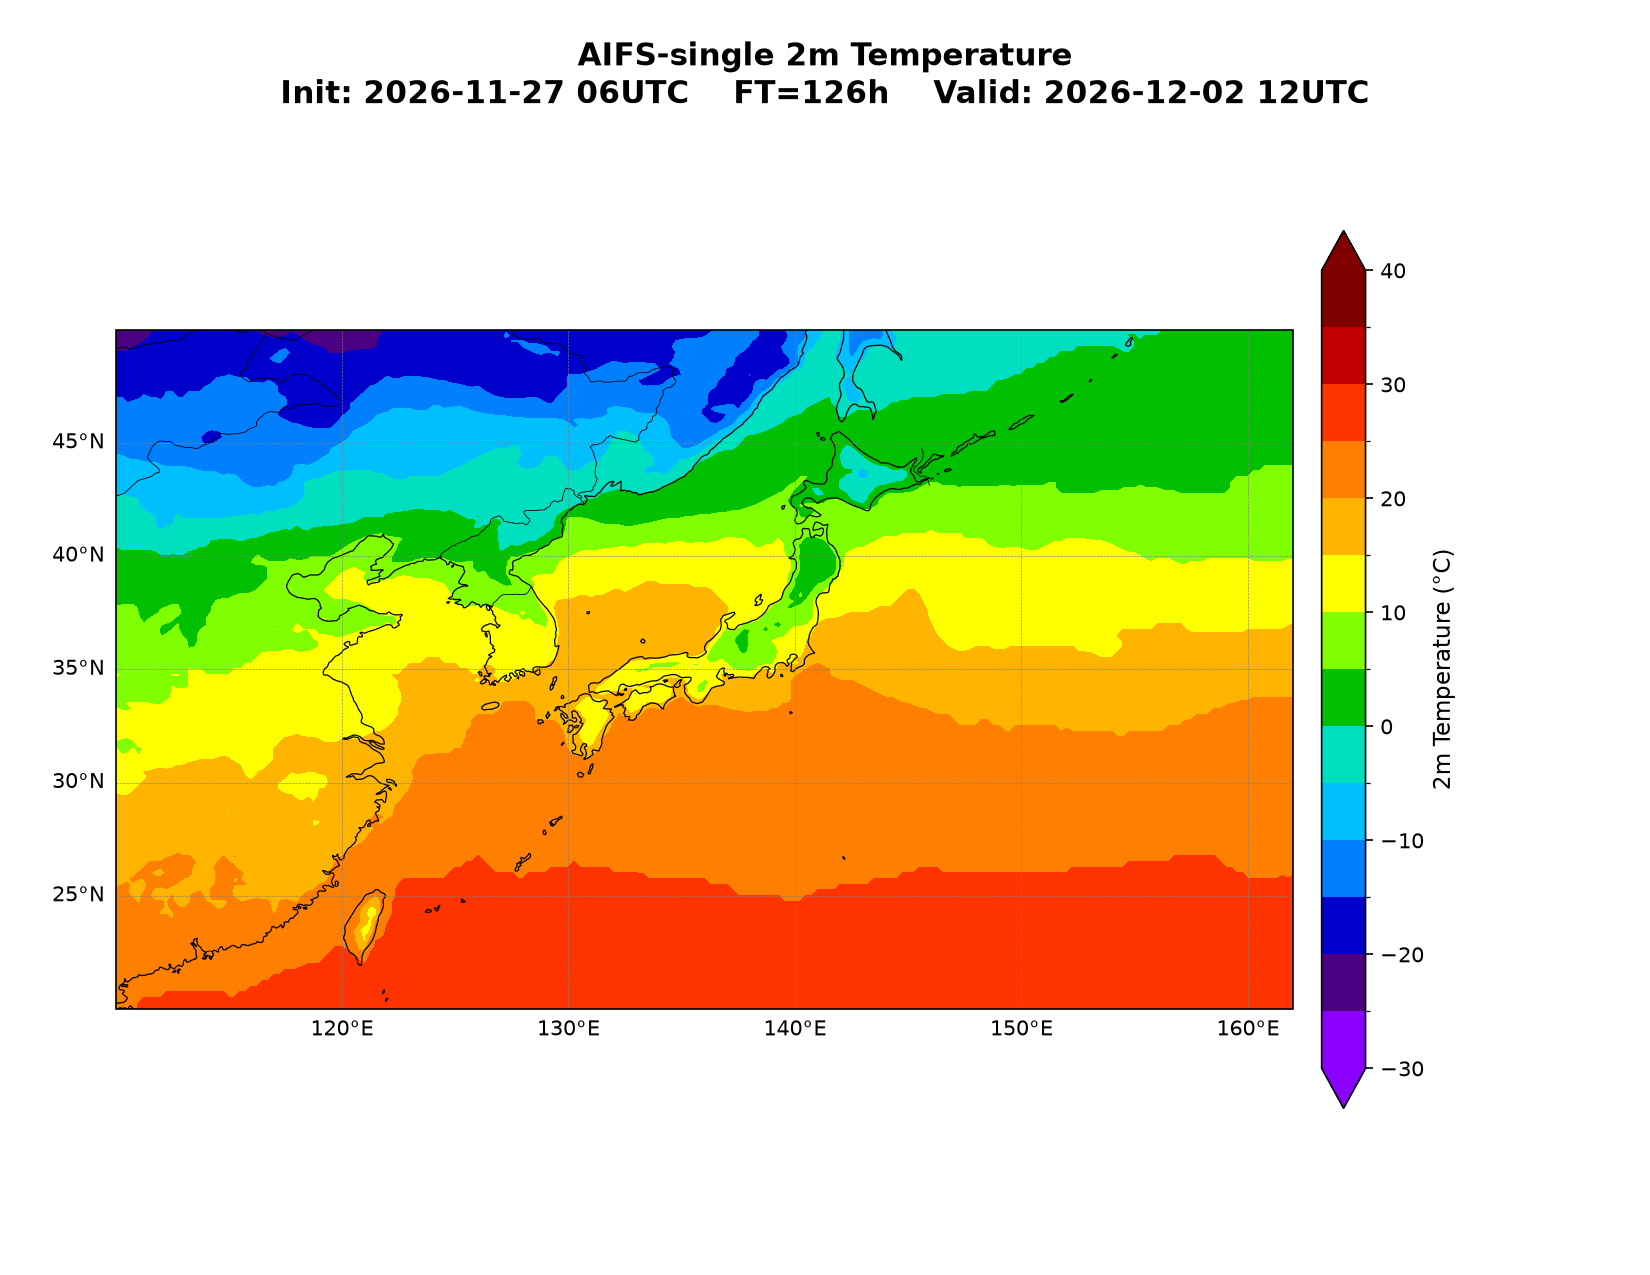 AIFS-single 2m Temperature
Init: 2026-11-27 06UTC    FT=126h    Valid: 2026-12-02 12UTC
40
30
20
10
0
−10
−20
−30
2m Temperature (°C)
45°N
40°N
35°N
30°N
25°N
120°E
130°E
140°E
150°E
160°E